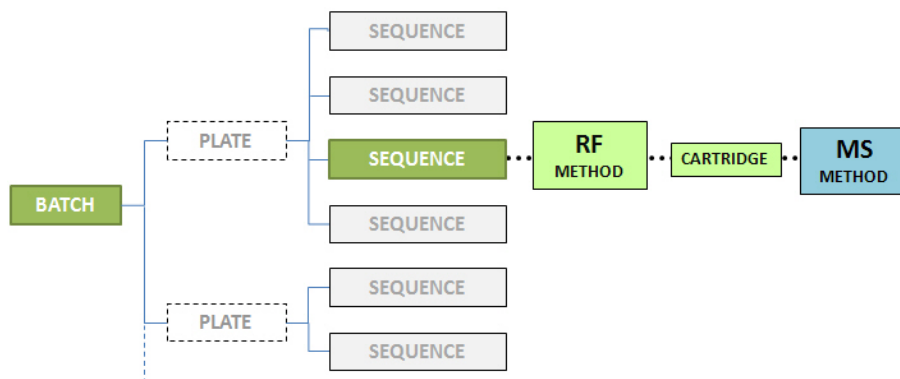 SEQUENCE
SEQUENCE
PLATE
SEQUENCE
RF
METHOD
CARTRIDGE
MS
METHOD
BATCH
SEQUENCE
SEQUENCE
PLATE
SEQUENCE